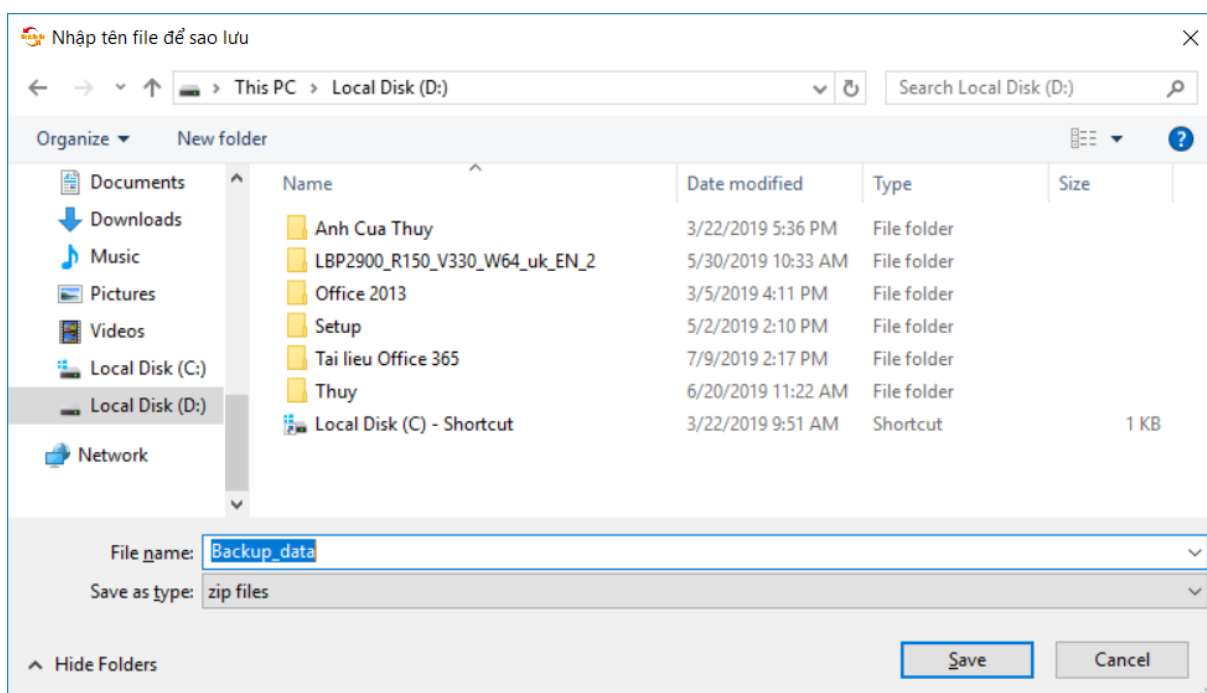 Nhập tên file để sao lưu
This PC > Local Disk (D:)
Search Local Disk (D:)
Organize
New folder
Documents
Downloads
Music
Pictures
Videos
Local Disk (C:)
Local Disk (D:)
Network
Name Date modified Type Size
Anh Cua Thuy 3/22/2019 5:36 PM File folder
LBP2900_R150_V330_W64_uk_EN_2 5/30/2019 10:33 AM File folder
Office 2013 3/5/2019 4:11 PM File folder
Setup 5/2/2019 2:10 PM File folder
Tai lieu Office 365 7/9/2019 2:17 PM File folder
Thuy 6/20/2019 11:22 AM File folder
Local Disk (C) - Shortcut 3/22/2019 9:51 AM Shortcut 1 KB
File name: Backup_data
Save as type: zip files
Hide Folders
Save
Cancel